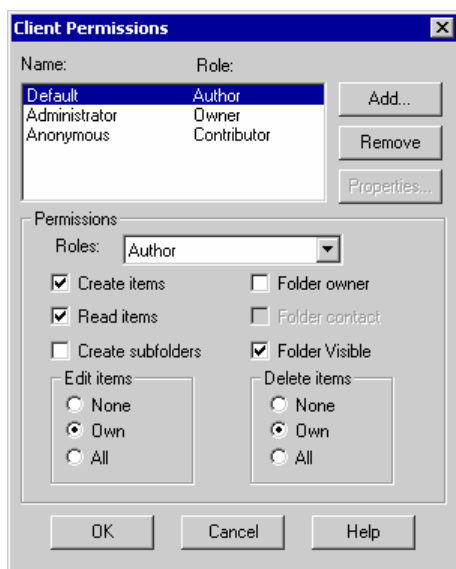 Client Permissions
Name: Role:
Default Author
Administrator Owner
Anonymous Contributor
Add...
Remove
Properties...
Permissions
Roles: Author
Create items Folder owner
Read items Folder contact
Create subfolders Folder Visible
Edit items Delete items
None None
Own Own
All All
OK Cancel Help